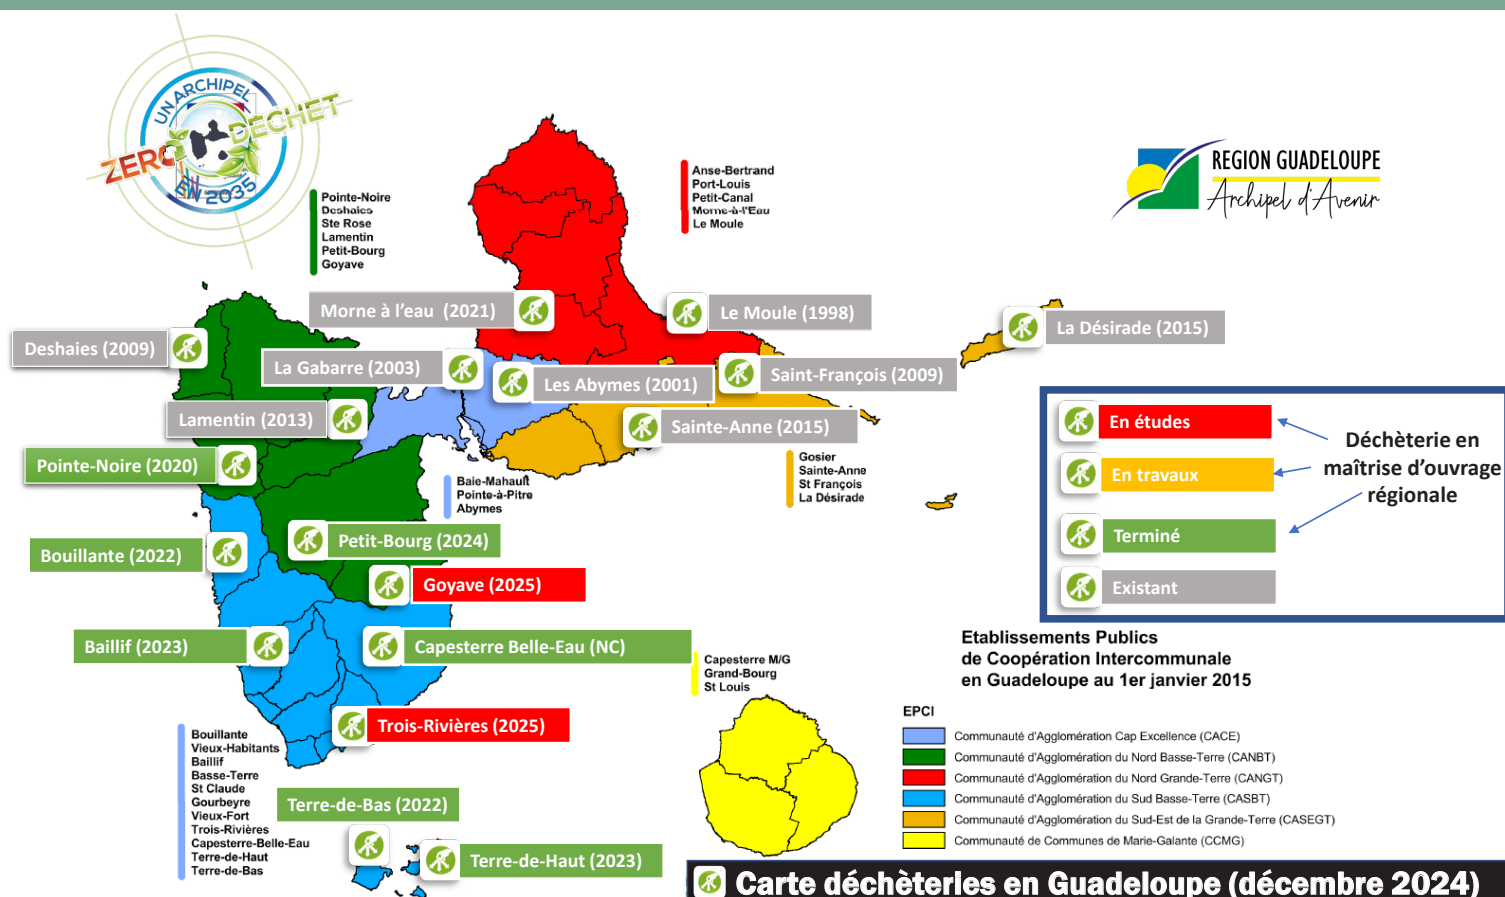 UN ARCHIPEL
ZERO DECHET
EN 2035
REGION GUADELOUPE
Archipel d'Avenir
Pointe-Noire
Deshaies
Ste Rose
Lamentin
Petit-Bourg
Goyave
Anse-Bertrand
Port-Louis
Petit-Canal
Morne-à-l'Eau
Le Moule
Morne à l'eau (2021)
Le Moule (1998)
La Désirade (2015)
Deshaies (2009)
La Gabarre (2003)
Les Abymes (2001)
Saint-François (2009)
Lamentin (2013)
Sainte-Anne (2015)
Pointe-Noire (2020)
Baie-Mahault
Pointe-à-Pitre
Abymes
Gosier
Sainte-Anne
St François
La Désirade
En études
En travaux
Terminé
Existant
Déchèterie en
maîtrise d'ouvrage
régionale
Bouillante (2022)
Petit-Bourg (2024)
Goyave (2025)
Baillif (2023)
Capesterre Belle-Eau (NC)
Trois-Rivières (2025)
Capesterre M/G
Grand-Bourg
St Louis
Etablissements Publics
de Coopération Intercommunale
en Guadeloupe au 1er janvier 2015
EPCI
Communauté d'Agglomération Cap Excellence (CACE)
Communauté d'Agglomération du Nord Basse-Terre (CANBT)
Communauté d'Agglomération du Nord Grande-Terre (CANGT)
Communauté d'Agglomération du Sud Basse-Terre (CASBT)
Communauté d'Agglomération du Sud-Est de la Grande-Terre (CASEGT)
Communauté de Communes de Marie-Galante (CCMG)
Bouillante
Vieux-Habitants
Baillif
Basse-Terre
St Claude
Gourbeyre
Vieux-Fort
Trois-Rivières
Capesterre-Belle-Eau
Terre-de-Haut
Terre-de-Bas
Terre-de-Bas (2022)
Terre-de-Haut (2023)
Carte déchèteries en Guadeloupe (décembre 2024)